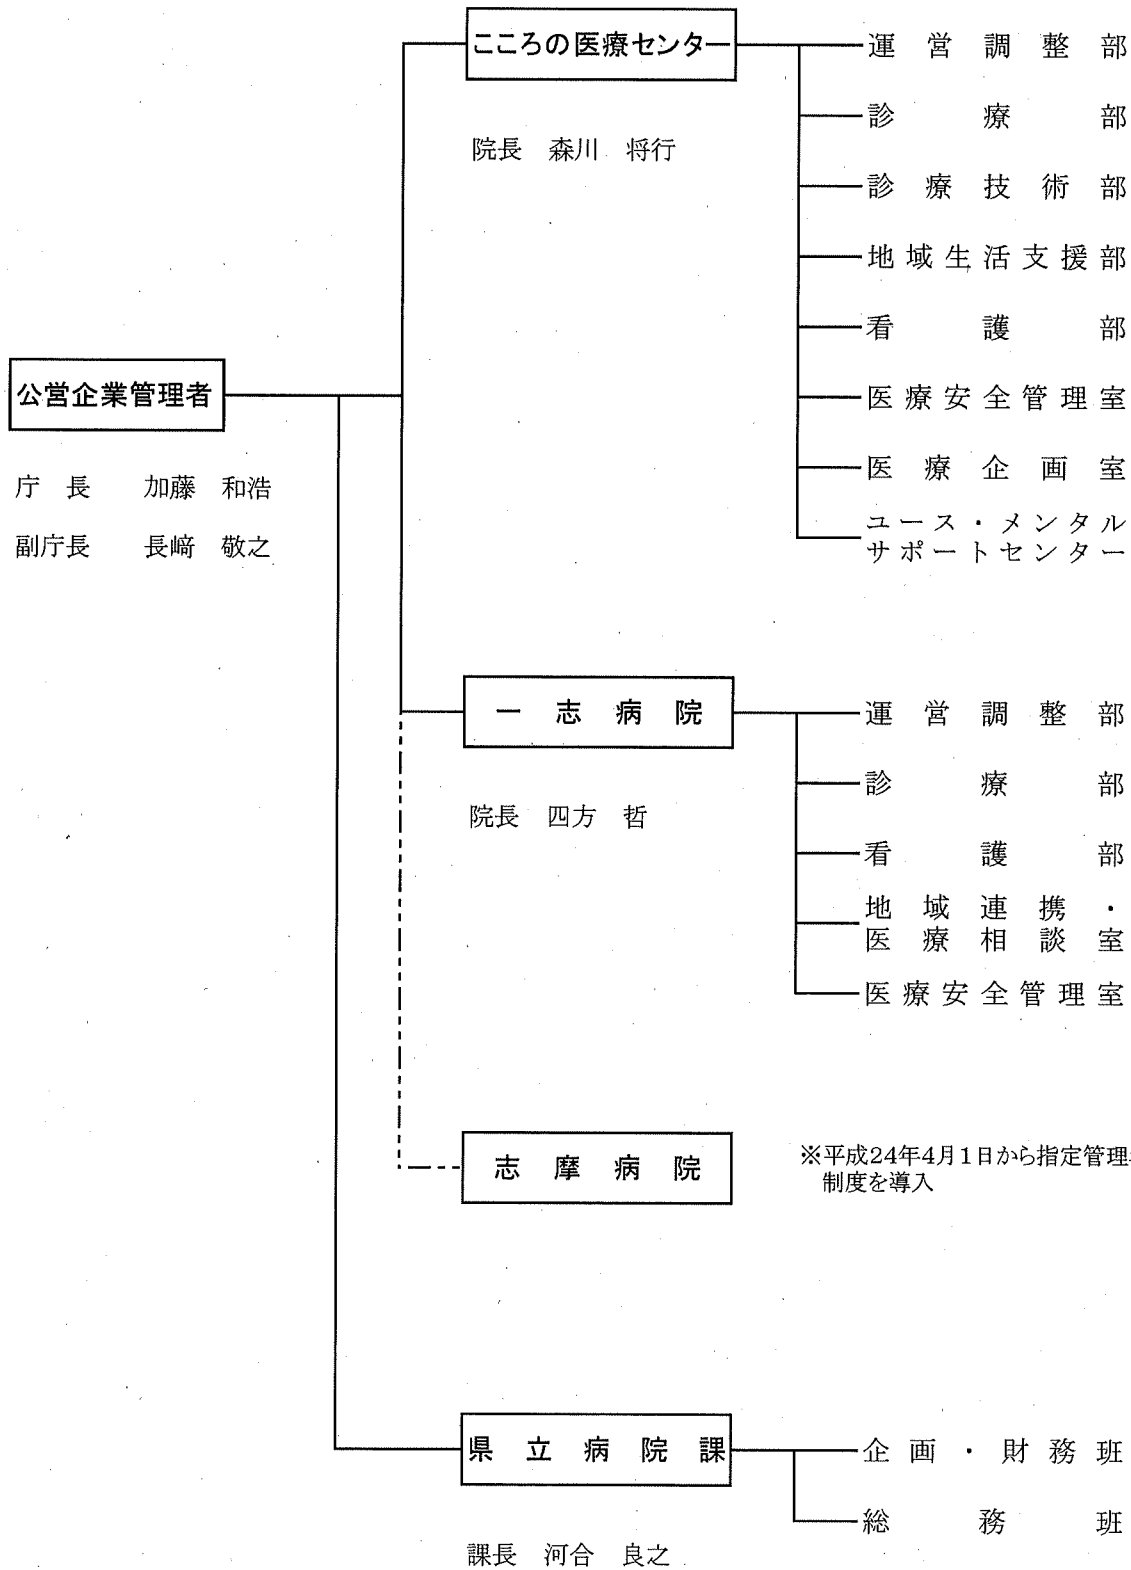 公営企業管理者
庁長 加藤 和浩
副庁長 長﨑 敬之
こころの医療センター
院長 森川 将行
運営調整部
診療部
診療技術部
地域生活支援部
看護部
医療安全管理室
医療企画室
ユース・メンタル
サポートセンター
一志病院
院長 四方 哲
運営調整部
診療部
看護部
地域連携・
医療相談室
医療安全管理室
志摩病院
※平成24年4月1日から指定管理
制度を導入
県立病院課
課長 河合 良之
企画・財務班
総務班